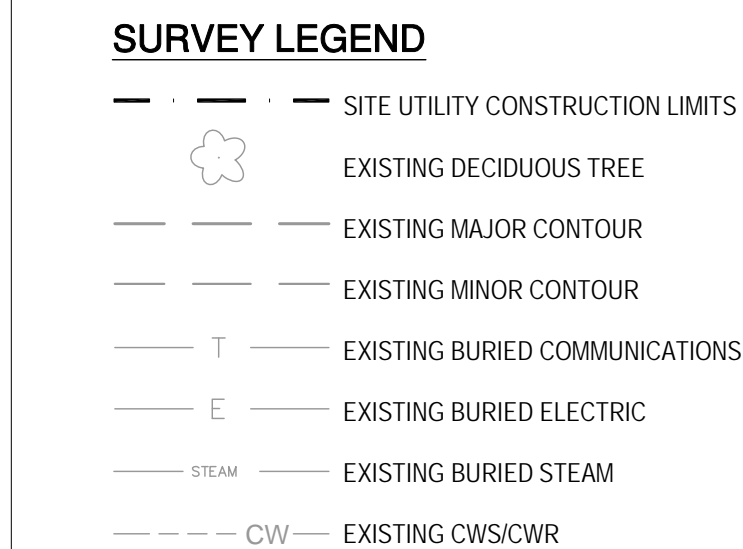 SURVEY LEGEND
SITE UTILITY CONSTRUCTION LIMITS
EXISTING DECIDUOUS TREE
EXISTING MAJOR CONTOUR
EXISTING MINOR CONTOUR
T EXISTING BURIED COMMUNICATIONS
E EXISTING BURIED ELECTRIC
STEAM EXISTING BURIED STEAM
CW EXISTING CWS/CWR